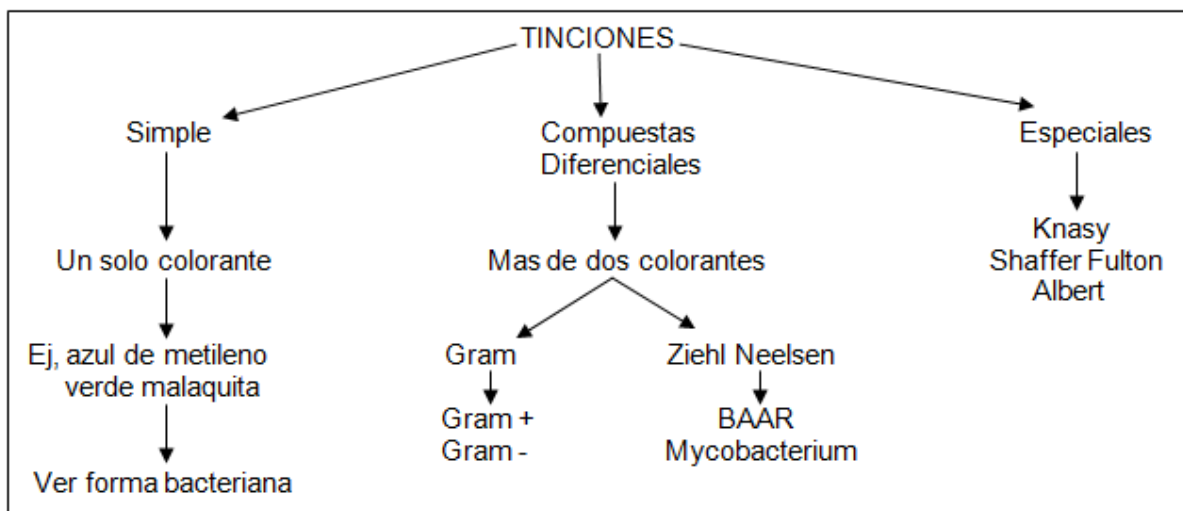 TINCIONES
Simple
Un solo colorante
Ej, azul de metileno
verde malaquita
Ver forma bacteriana
Compuestas
Diferenciales
Mas de dos colorantes
Gram
Gram +
Gram -
Ziehl Neelsen
BAAR
Mycobacterium
Especiales
Knasy
Shaffer Fulton
Albert